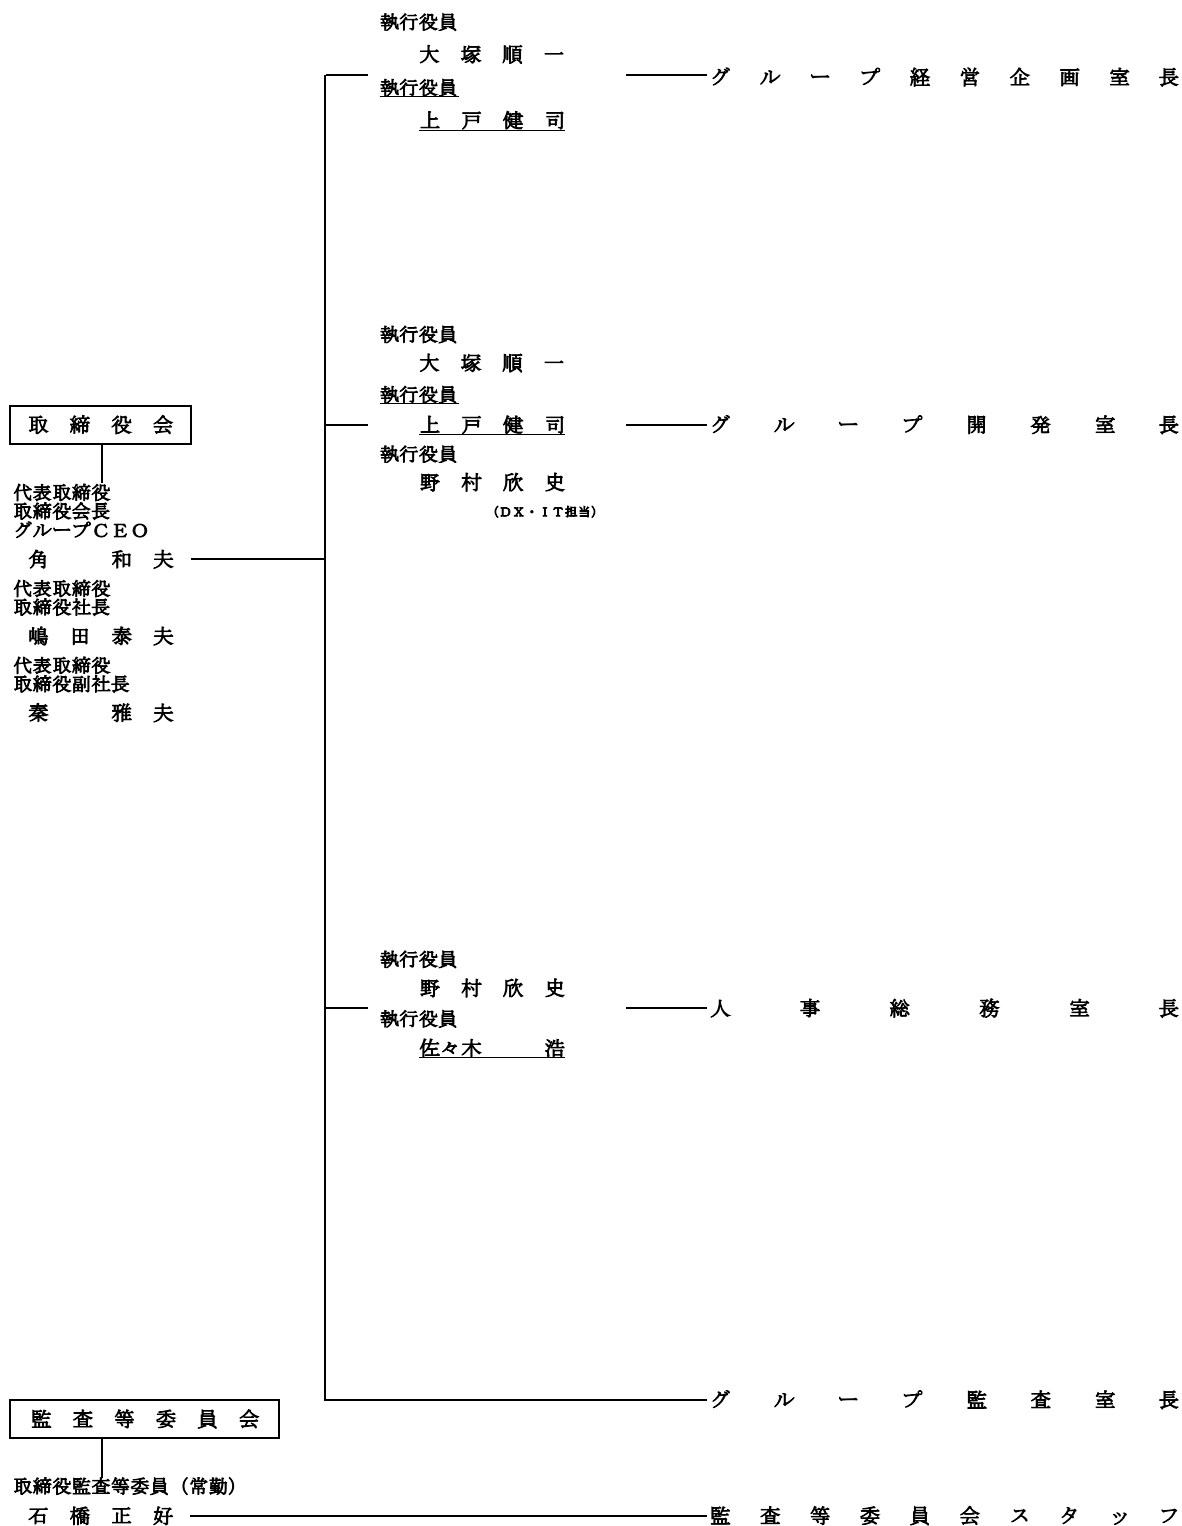 執行役員
大塚順一
執行役員
上戸健司
グループ経営企画室長
執行役員
大塚順一
執行役員
上戸健司
執行役員
野村欣史
（ＤＸ・ＩＴ担当）
グループ開発室長
取締役会
代表取締役
取締役会長
グループＣＥＯ
角　和夫
代表取締役
取締役社長
嶋田泰夫
代表取締役
取締役副社長
秦　雅夫
執行役員
野村欣史
執行役員
佐々木　浩
人事総務室長
グループ監査室長
監査等委員会
取締役監査等委員（常勤）
石橋正好
監査等委員会スタッフ